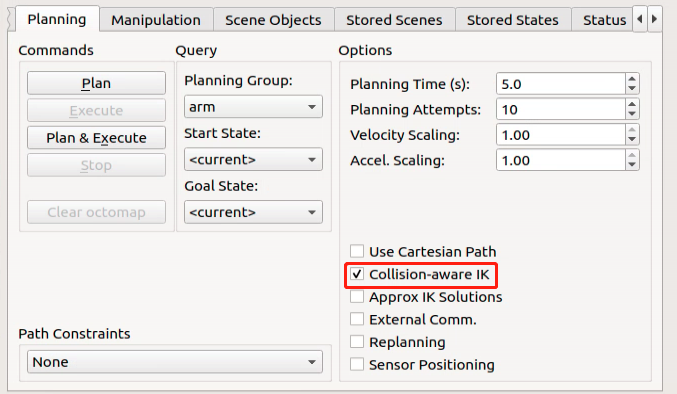 Planning Manipulation Scene Objects Stored Scenes Stored States Status
Commands
Plan
Execute
Plan & Execute
Stop
Clear octomap
Query
Planning Group:
arm
Start State:
<current>
Goal State:
<current>
Options
Planning Time (s): 5.0
Planning Attempts: 10
Velocity Scaling: 1.00
Accel. Scaling: 1.00
Use Cartesian Path
Collision-aware IK
Approx IK Solutions
External Comm.
Replanning
Sensor Positioning
Path Constraints
None